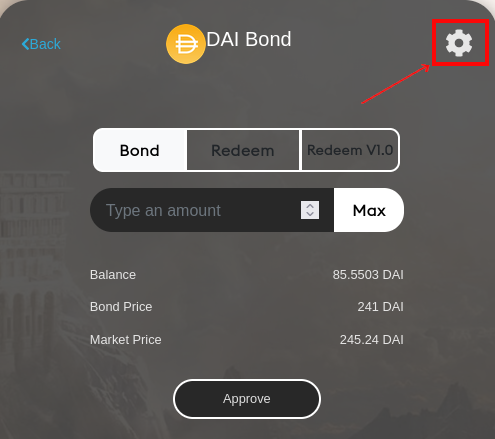 Back
DAI Bond
Bond Redeem Redeem V1.0
Type an amount Max
Balance 85.5503 DAI
Bond Price 241 DAI
Market Price 245.24 DAI
Approve